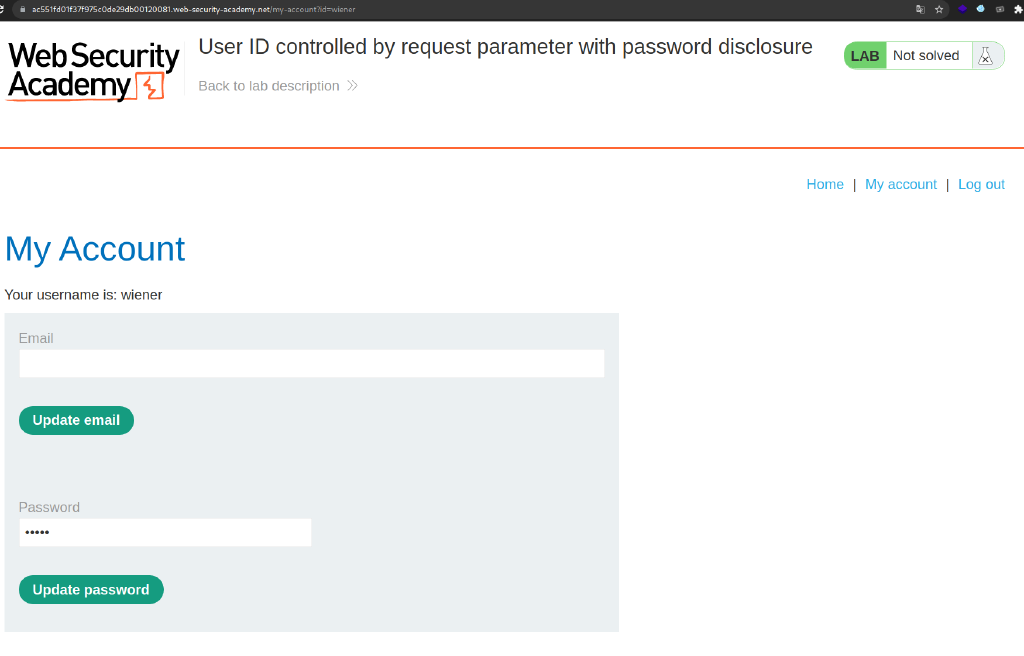 ac551fd01f37f975c0de29db00120081.web-security-academy.net/my-account?id=wiener
Web Security
Academy
User ID controlled by request parameter with password disclosure
Back to lab description
LAB Not solved
Home | My account | Log out
My Account
Your username is: wiener
Email
Update email
Password
•••••
Update password